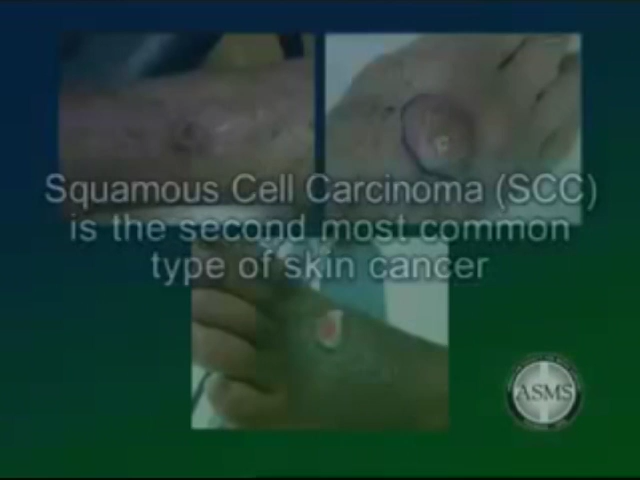 Squamous Cell Carcinoma (SCC)
is the second most common
type of skin cancer
ASMS